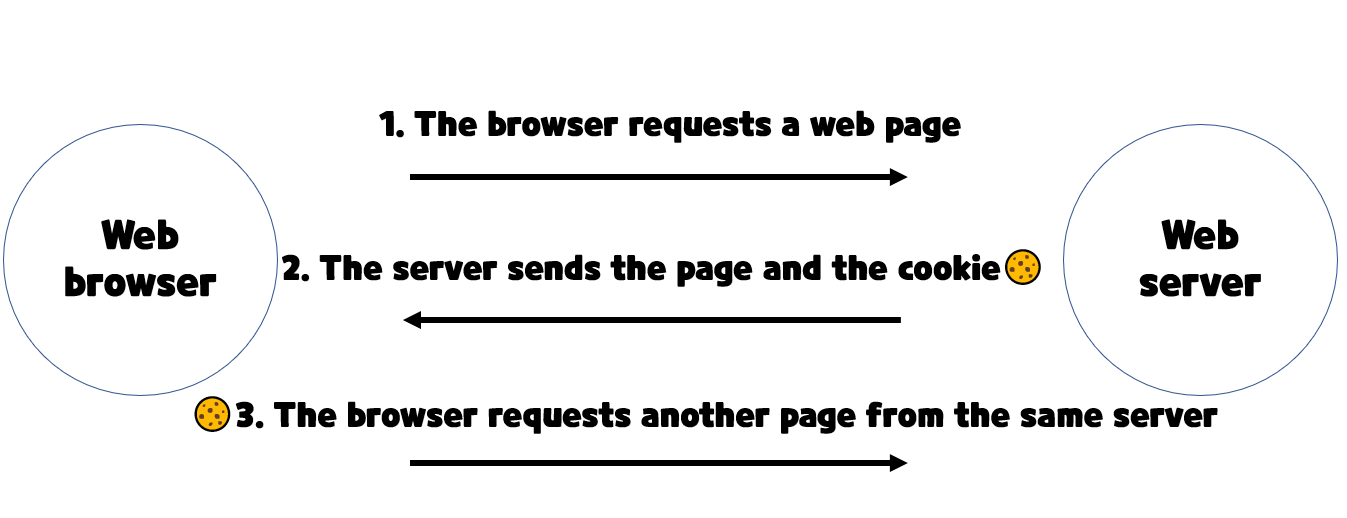 1. The browser requests a web page
Web
browser
2. The server sends the page and the cookie
Web
server
3. The browser requests another page from the same server